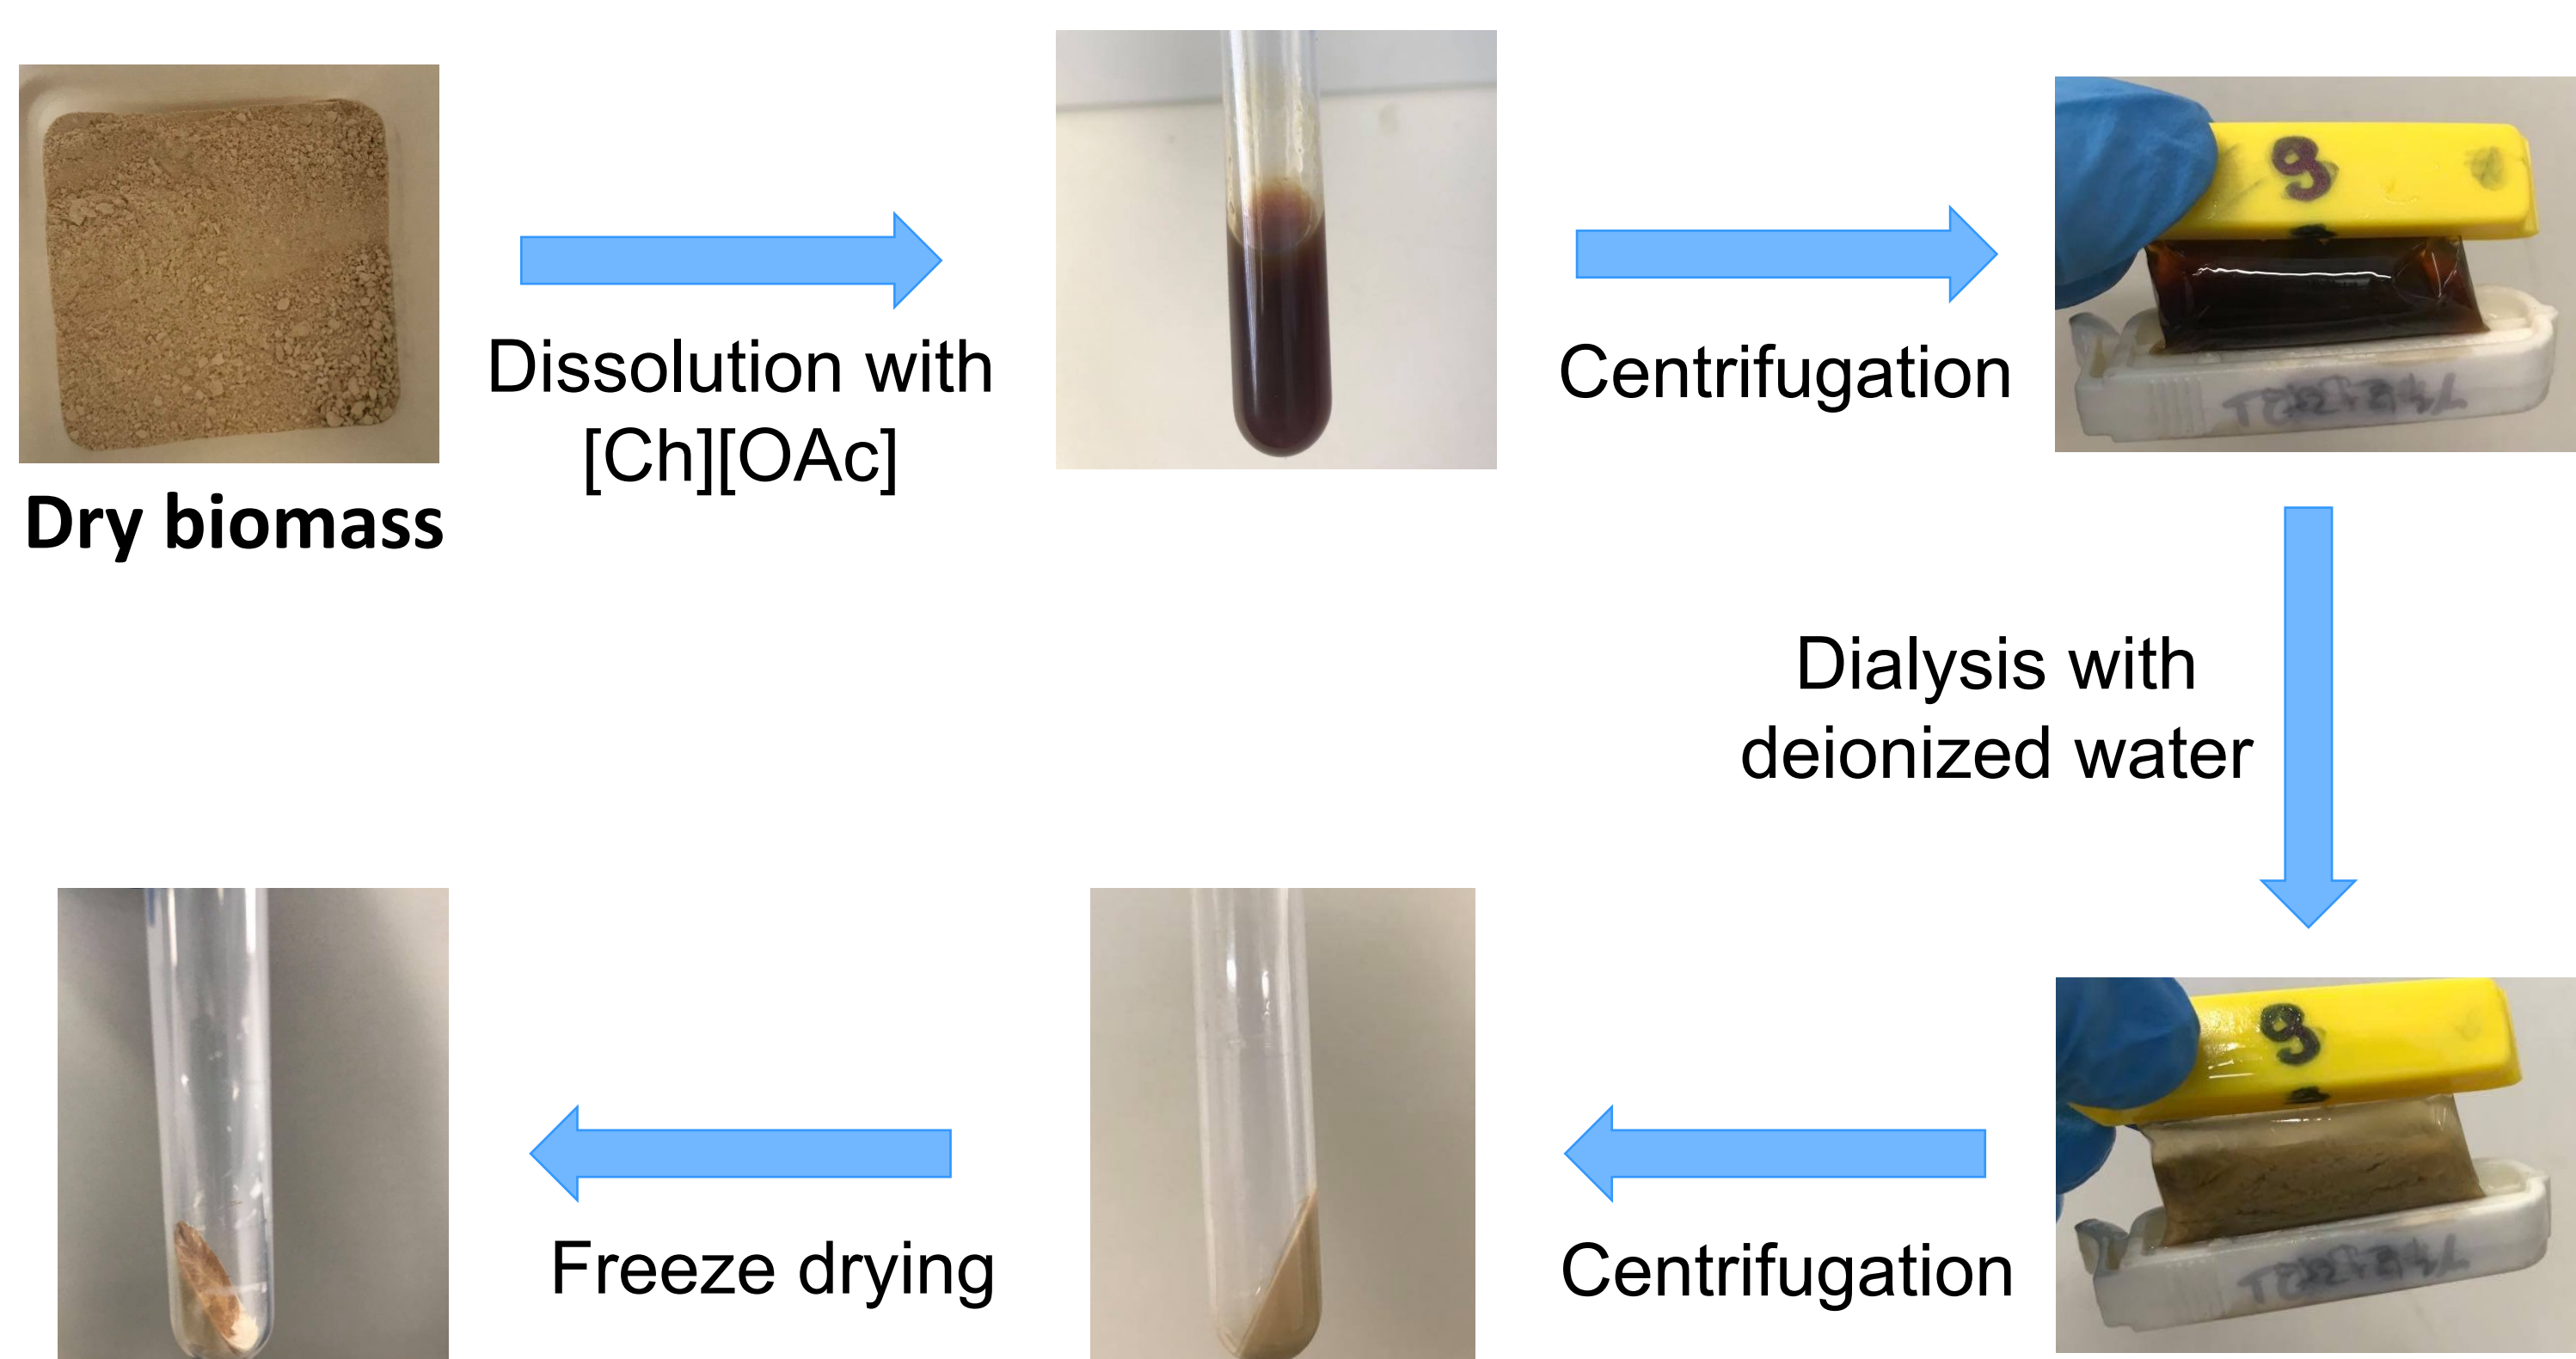 Dissolution with
[Ch][OAc]
Dry biomass
Centrifugation
9
Dialysis with
deionized water
9
Centrifugation
Freeze drying